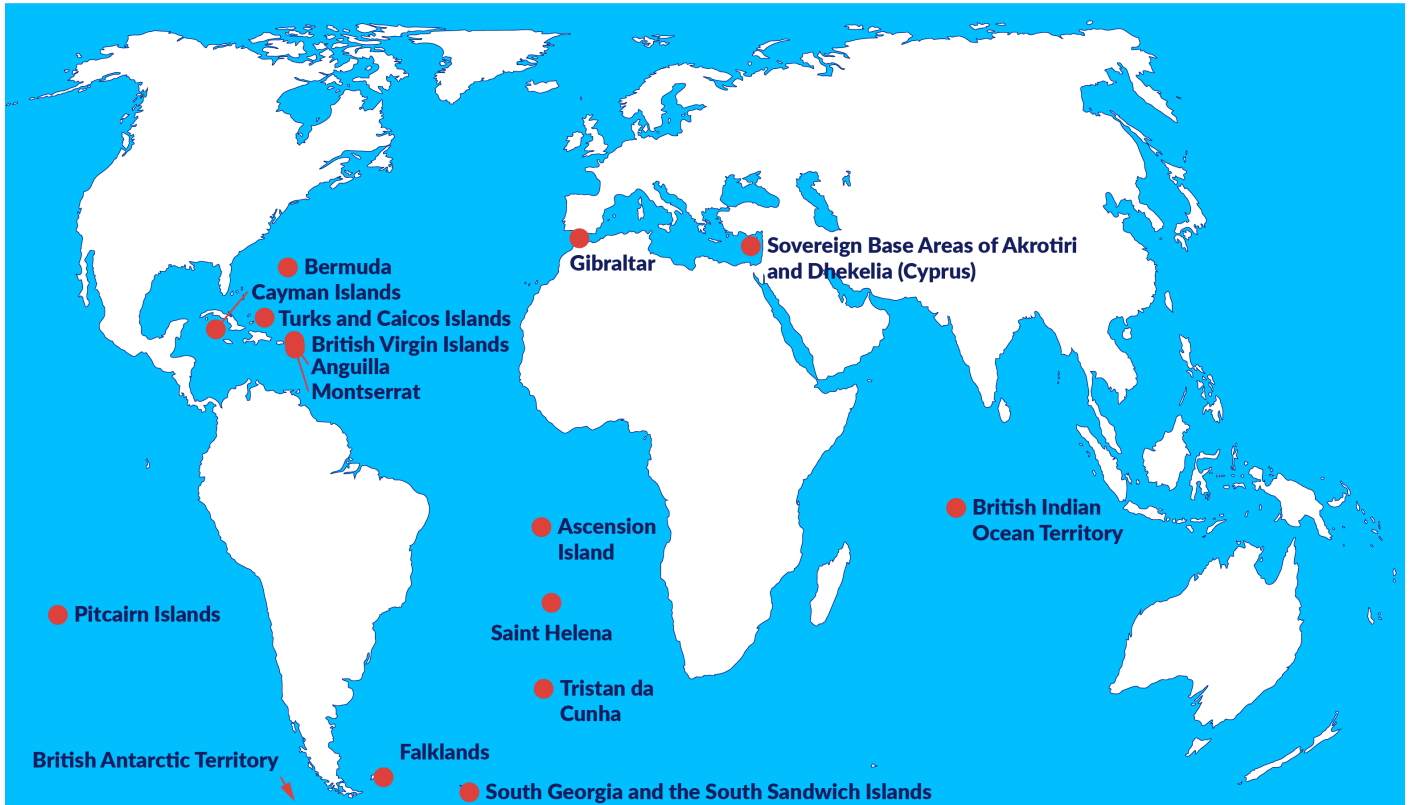 Sovereign Base Areas of Akrotiri
and Dhekelia (Cyprus)
Gibraltar
Bermuda
Cayman Islands
Turks and Caicos Islands
British Virgin Islands
Anguilla
Montserrat
British Indian
Ocean Territory
Ascension
Island
Pitcairn Islands
Saint Helena
Tristan da
Cunha
Falklands
British Antarctic Territory
South Georgia and the South Sandwich Islands